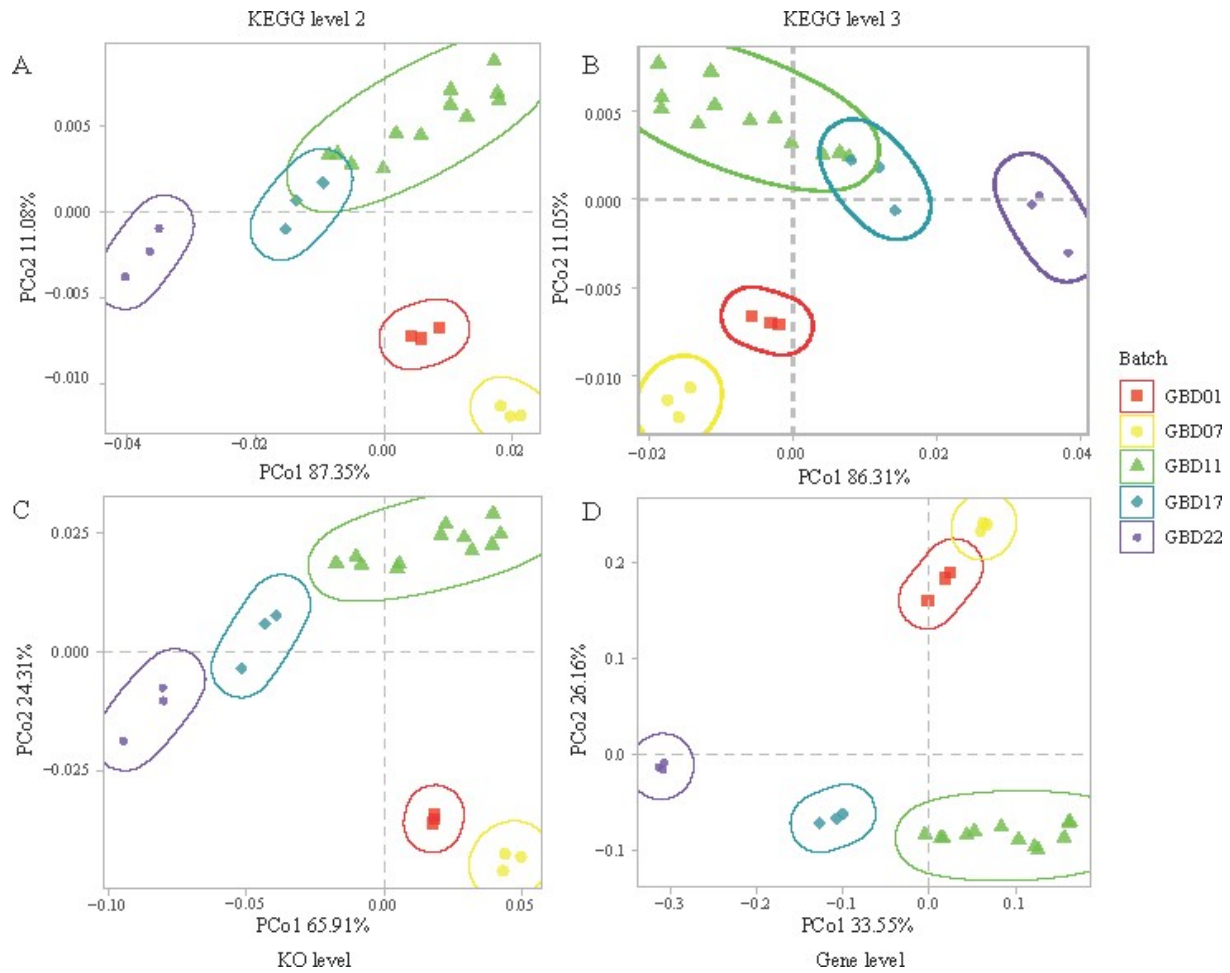 KEGG level 2
KEGG level 3
A
0.005
0.000
−0.005
−0.010
PCo2 11.08%
−0.04
−0.02
0.00
0.02
PCo1 87.35%
B
0.005
0.000
−0.005
−0.010
PCo2 11.05%
−0.02
0.00
0.02
0.04
PCo1 86.31%
C
0.025
0.000
−0.025
PCo2 24.31%
−0.10
−0.05
0.00
0.05
PCo1 65.91%
KO level
D
0.2
0.1
0.0
−0.1
PCo2 26.16%
−0.3
−0.2
−0.1
0.0
0.1
PCo1 33.55%
Gene level
Batch
GBD01
GBD07
GBD11
GBD17
GBD22